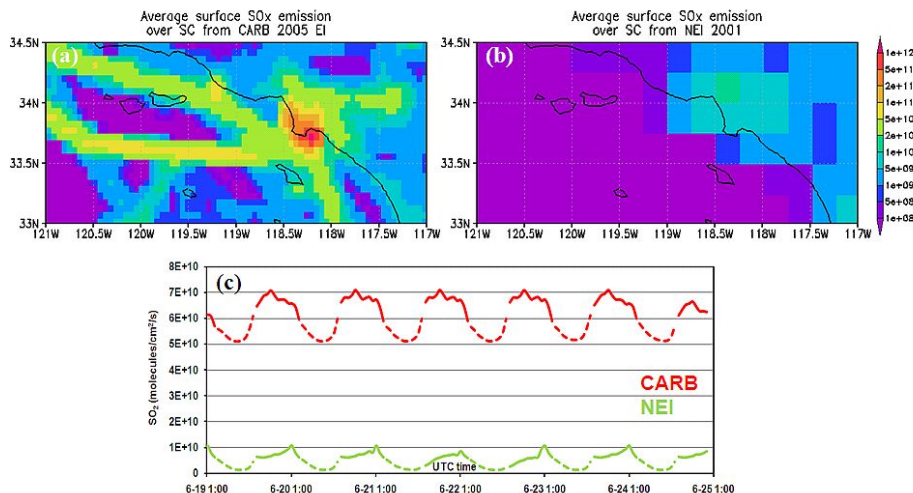 Average surface SOx emission
over SC from CARB 2005 EI
Average surface SOx emission
over SC from NEI 2001
(a)
34.5N
34N
33.5N
33N
121W 120.5W 120W 119.5W 119W 118.5W 118W 117.5W 117W
(b)
34.5N
34N
33.5N
33N
121W 120.5W 120W 119.5W 119W 118.5W 118W 117.5W 117W
1e+12
5e+11
2e+11
1e+11
5e+10
2e+10
1e+10
5e+09
1e+09
5e+08
1e+08
(c)
SO2 (molecules/cm²/s)
8E+10
7E+10
6E+10
5E+10
4E+10
3E+10
2E+10
1E+10
0
CARB
NEI
UTC time
6-19 1:00 6-20 1:00 6-21 1:00 6-22 1:00 6-23 1:00 6-24 1:00 6-25 1:00